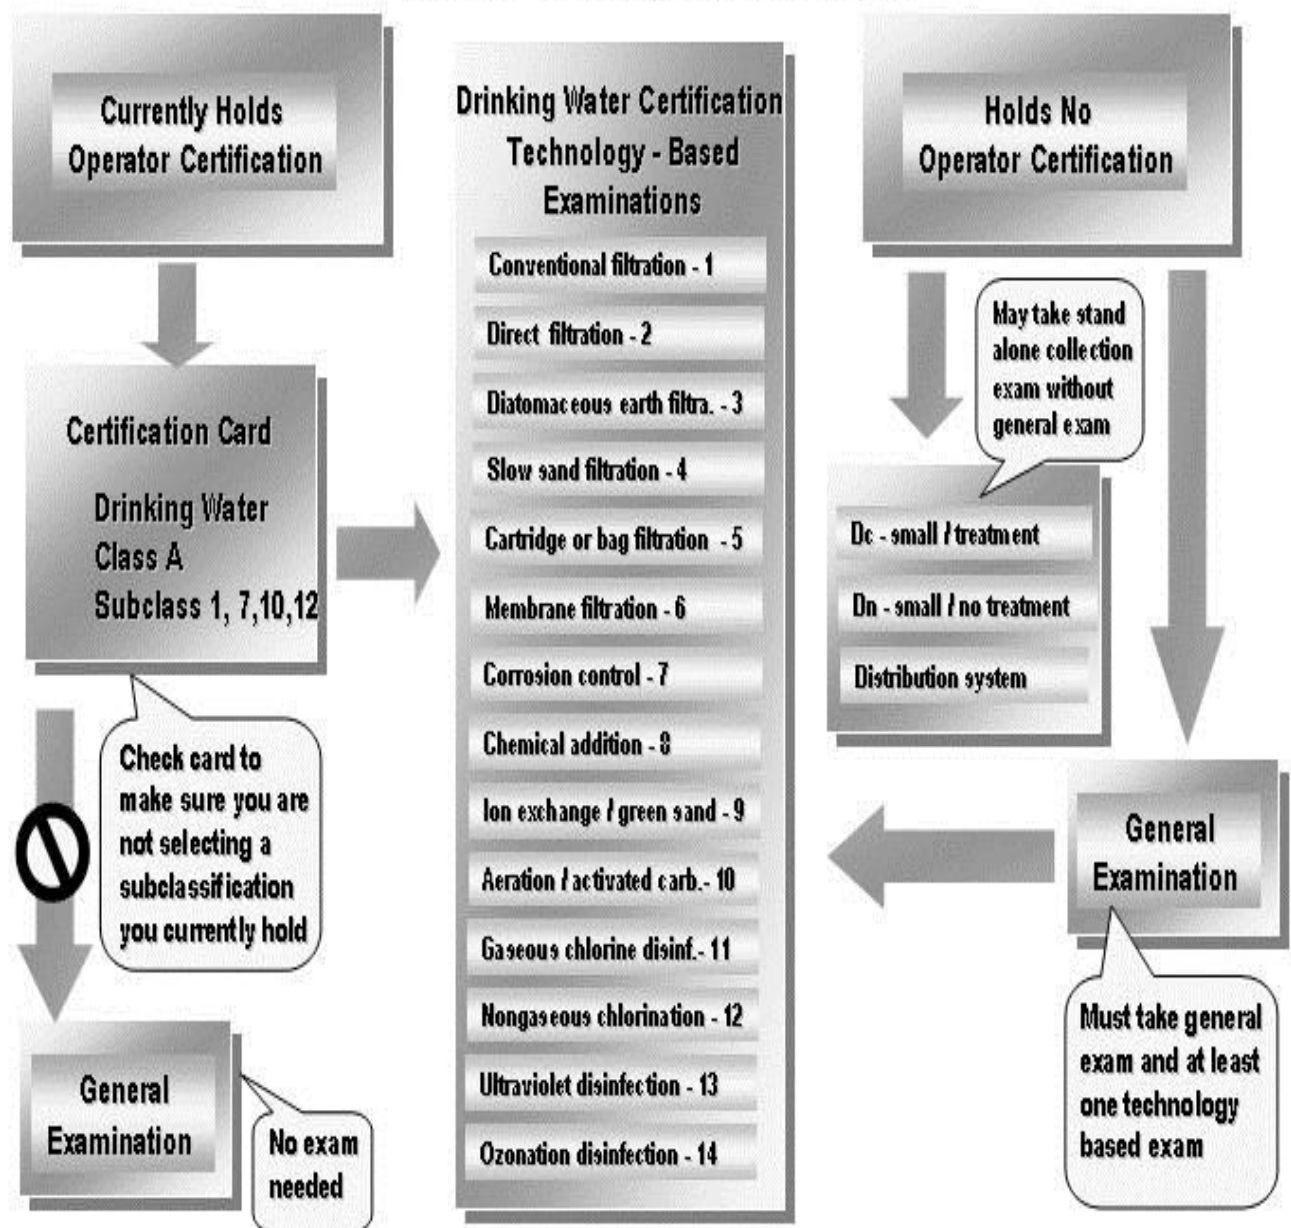 Currently Holds
Operator Certification
Certification Card
Drinking Water
Class A
Subclass 1, 7,10,12
Check card to
make sure you are
not selecting a
subclassification
you currently hold
General
Examination
No exam
needed
Drinking Water Certification
Technology - Based
Examinations
Conventional filtration - 1
Direct filtration - 2
Diatomaceous earth filtra. - 3
Slow sand filtration - 4
Cartridge or bag filtration - 5
Membrane filtration - 6
Corrosion control - 7
Chemical addition - 8
Ion exchange / green sand - 9
Aeration / activated carb.- 10
Gaseous chlorine disinf.- 11
Nongaseous chlorination - 12
Ultraviolet disinfection - 13
Ozonation disinfection - 14
Holds No
Operator Certification
May take stand
alone collection
exam without
general exam
Dc - small / treatment
Dn - small / no treatment
Distribution system
General
Examination
Must take general
exam and at least
one technology
based exam